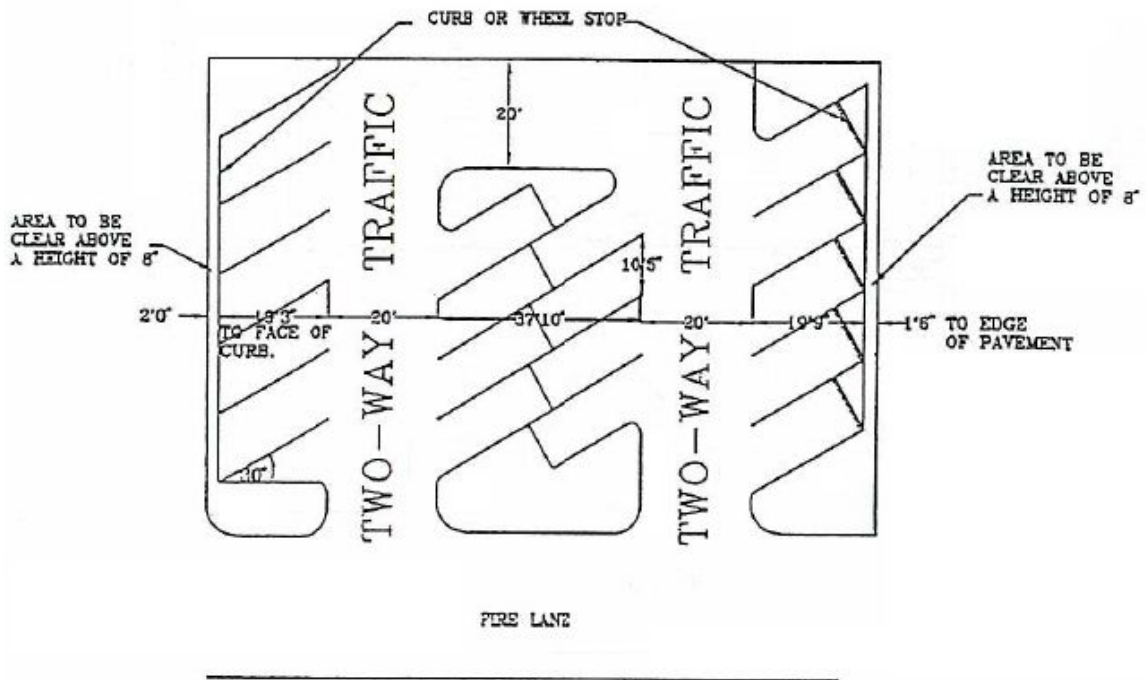 CURB OR WHEEL STOP
20'
TWO-WAY TRAFFIC
TWO-WAY TRAFFIC
AREA TO BE
CLEAR ABOVE
A HEIGHT OF 8"
AREA TO BE
CLEAR ABOVE
A HEIGHT OF 8"
10'5"
2'0"
20'
37'10"
20'
19'9"
1'6" TO EDGE
OF PAVEMENT
TO FACE OF
CURB.
30°
FIRE LANE